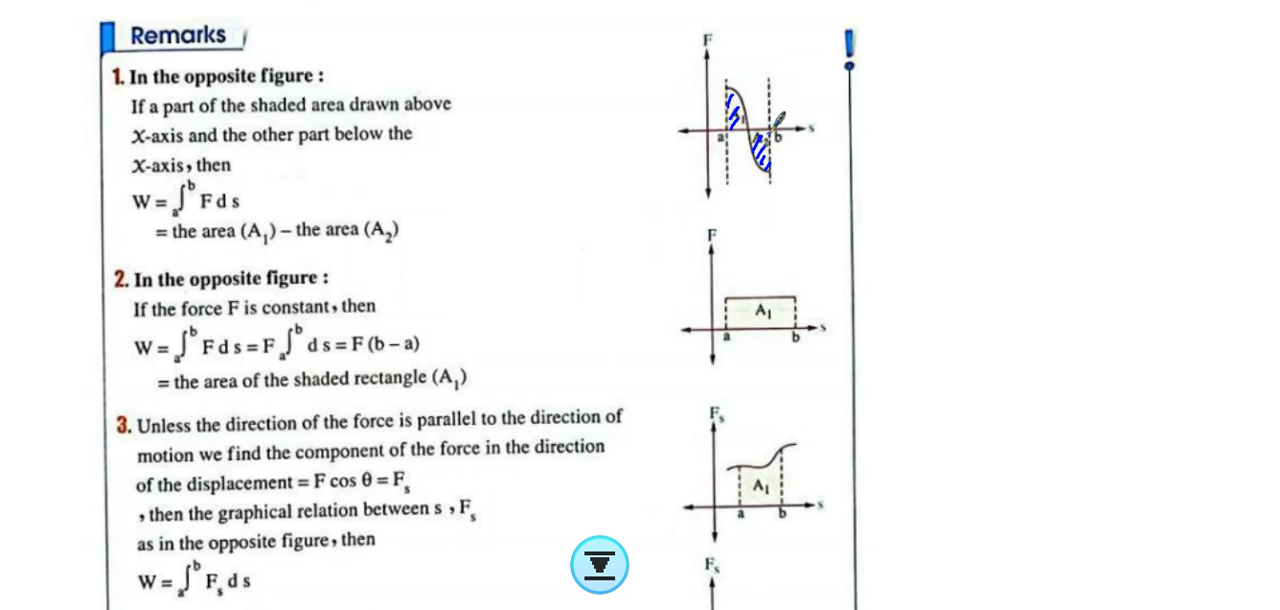 Remarks
1. In the opposite figure :
If a part of the shaded area drawn above
X-axis and the other part below the
X-axis, then
W = ₐ∫ᵇ F d s
= the area (A₁) – the area (A₂)
2. In the opposite figure :
If the force F is constant, then
W = ₐ∫ᵇ F d s = F ₐ∫ᵇ d s = F (b – a)
= the area of the shaded rectangle (A₁)
3. Unless the direction of the force is parallel to the direction of
motion we find the component of the force in the direction
of the displacement = F cos θ = Fₛ
, then the graphical relation between s , Fₛ
as in the opposite figure, then
W = ₐ∫ᵇ Fₛ d s
F
a
b
s
F
A₁
a
b
s
Fₛ
A₁
a
b
s
Fₛ
!